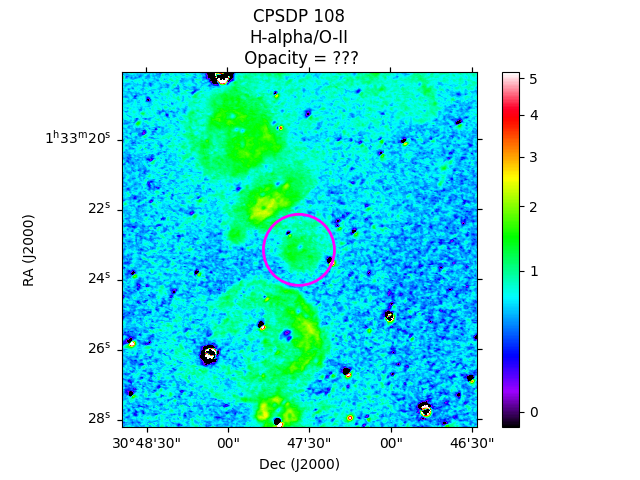 CPSDP 108
H-alpha/O-II
Opacity = ???
RA (J2000)
1ʰ33ᵐ20ˢ
22ˢ
24ˢ
26ˢ
28ˢ
30°48'30" 00" 47'30" 00" 46'30"
Dec (J2000)
5
4
3
2
1
0